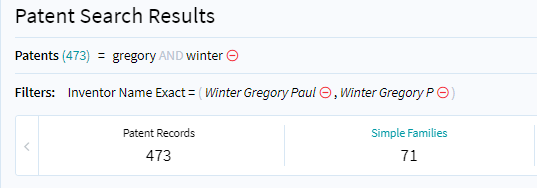 Patent Search Results
Patents (473) = gregory AND winter
Filters: Inventor Name Exact = ( Winter Gregory Paul , Winter Gregory P )
Patent Records Simple Families
473 71